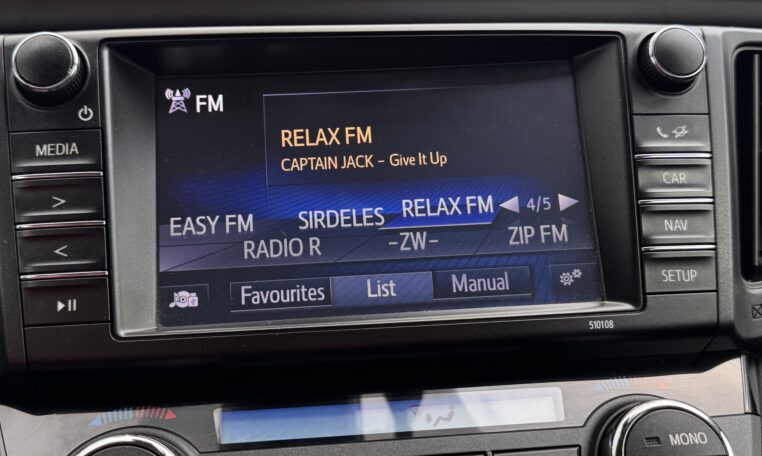 FM
RELAX FM
CAPTAIN JACK – Give It Up
EASY FM SIRDELES RELAX FM 4/5
RADIO R –ZW– ZIP FM
Favourites List Manual
MEDIA
>
<
CAR
NAV
SETUP
510108
MONO